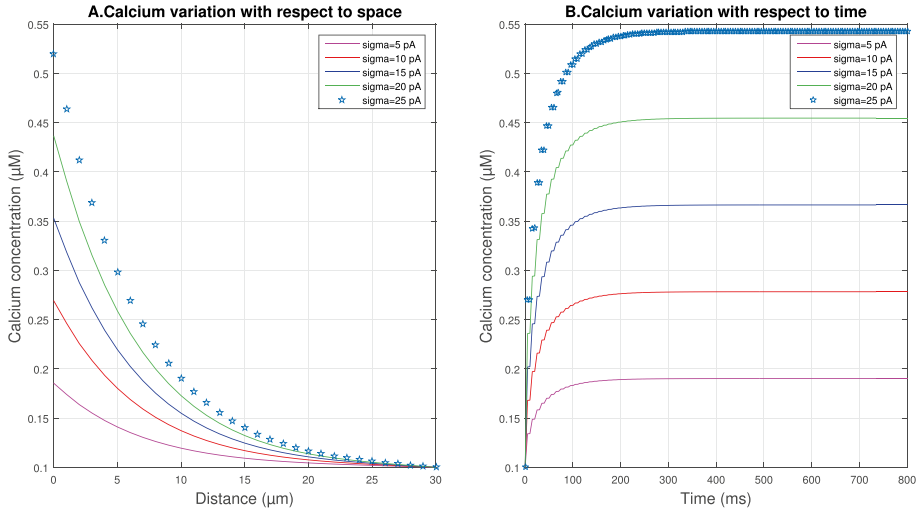 A.Calcium variation with respect to space
0.55
0.5
0.45
0.4
0.35
0.3
0.25
0.2
0.15
0.1
Calcium concentration (µM)
sigma=5 pA
sigma=10 pA
sigma=15 pA
sigma=20 pA
sigma=25 pA
0 5 10 15 20 25 30
Distance (µm)
B.Calcium variation with respect to time
0.55
0.5
0.45
0.4
0.35
0.3
0.25
0.2
0.15
0.1
Calcium concentration (µM)
sigma=5 pA
sigma=10 pA
sigma=15 pA
sigma=20 pA
sigma=25 pA
0 100 200 300 400 500 600 700 800
Time (ms)